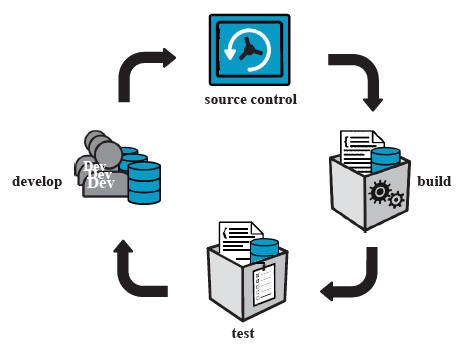 source control
develop
Dev
Dev
Dev
build
{
{
test